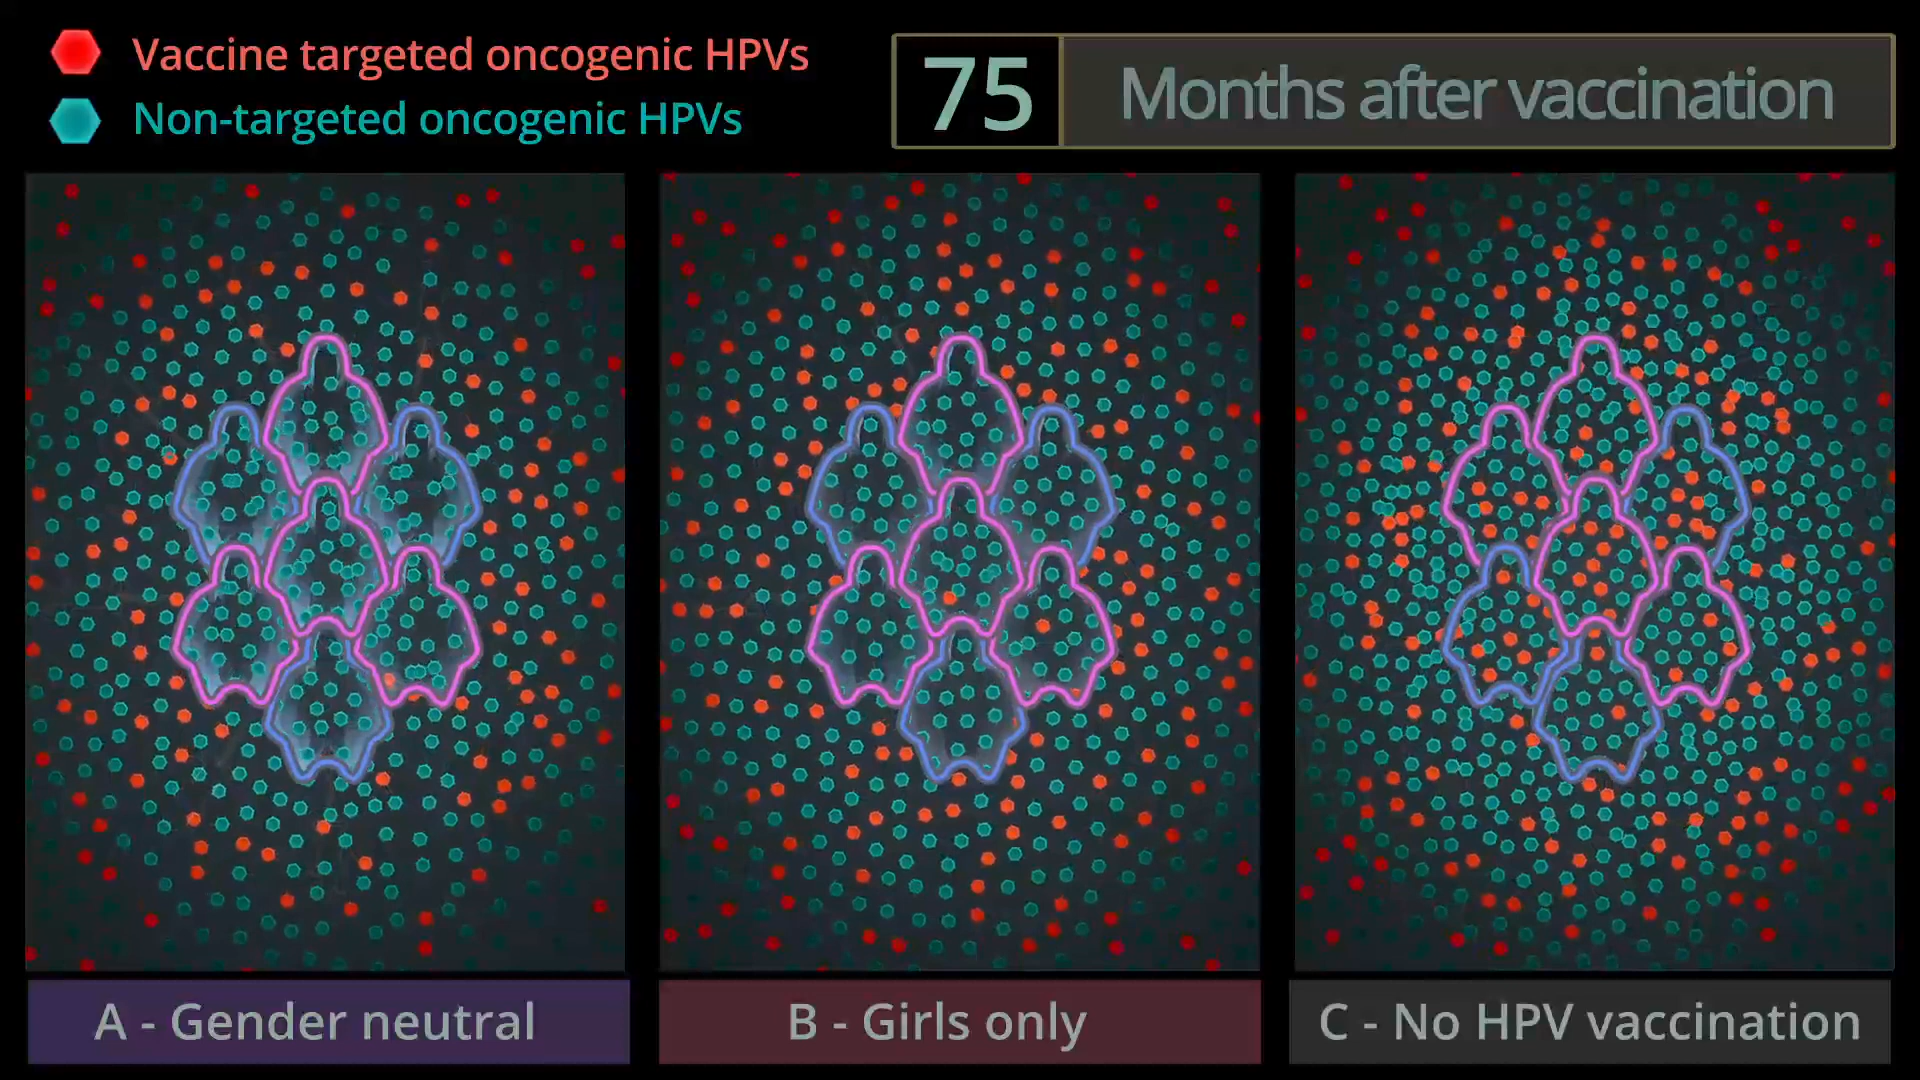 Vaccine targeted oncogenic HPVs
Non-targeted oncogenic HPVs
75 Months after vaccination
A - Gender neutral
B - Girls only
C - No HPV vaccination